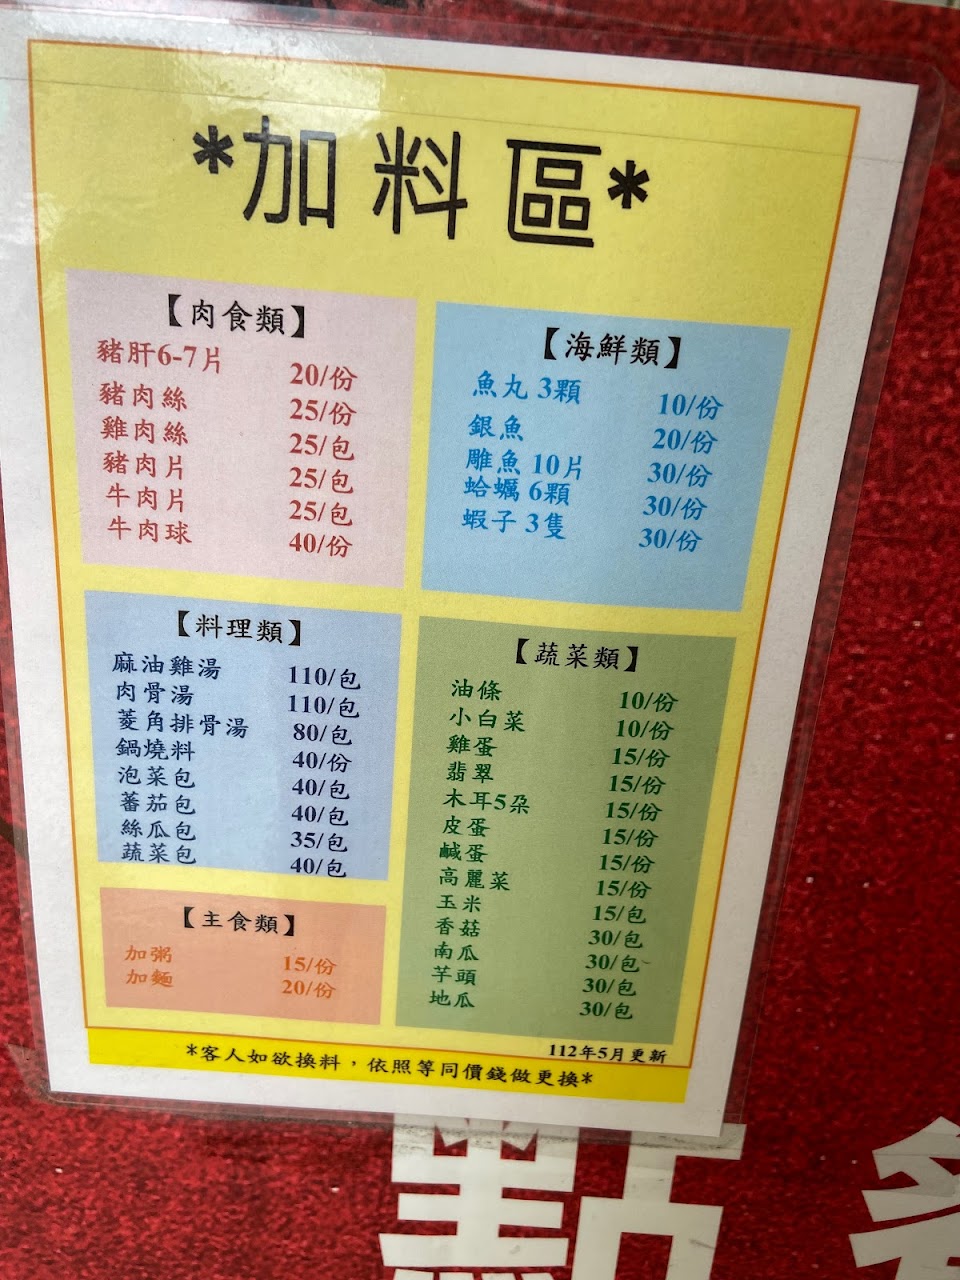 *加料區*
【肉食類】
豬肝6-7片 20/份
豬肉絲 25/份
雞肉絲 25/包
豬肉片 25/包
牛肉片 25/包
牛肉球 40/份
【海鮮類】
魚丸 3顆 10/份
銀魚 20/份
雕魚 10片 30/份
蛤蠣 6顆 30/份
蝦子 3隻 30/份
【料理類】
麻油雞湯 110/包
肉骨湯 110/包
菱角排骨湯 80/包
鍋燒料 40/份
泡菜包 40/包
蕃茄包 40/包
絲瓜包 35/包
蔬菜包 40/包
【蔬菜類】
油條 10/份
小白菜 10/份
雞蛋 15/份
翡翠 15/份
木耳5朵 15/份
皮蛋 15/份
鹹蛋 15/份
高麗菜 15/份
玉米 15/包
香菇 30/包
南瓜 30/包
芋頭 30/包
地瓜 30/包
【主食類】
加粥 15/份
加麵 20/份
112年5月更新
*客人如欲換料，依照等同價錢做更換*
點